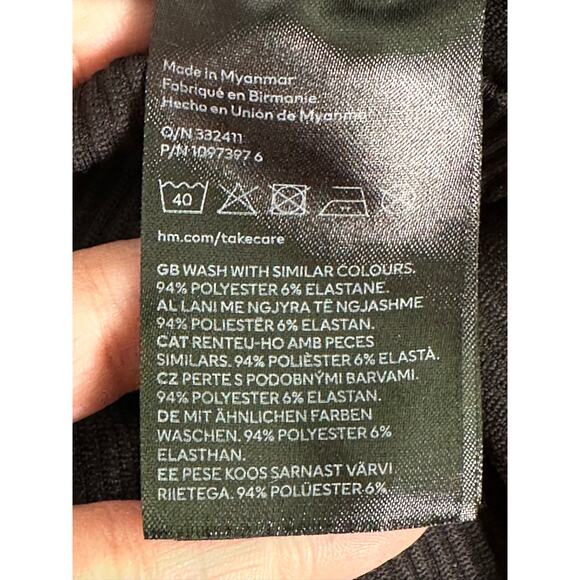 Made in Myanmar
Fabriqué en Birmanie
Hecho en Unión de Myanmar
O/N 332411
P/N 1097397 6
40
hm.com/takecare
GB WASH WITH SIMILAR COLOURS.
94% POLYESTER 6% ELASTANE.
AL LANI ME NGJYRA TË NGJASHME
94% POLIESTËR 6% ELASTAN.
CAT RENTEU-HO AMB PECES
SIMILARS. 94% POLIÈSTER 6% ELASTÀ.
CZ PERTE S PODOBNÝMI BARVAMI.
94% POLYESTER 6% ELASTAN.
DE MIT ÄHNLICHEN FARBEN
WASCHEN. 94% POLYESTER 6%
ELASTHAN.
EE PESE KOOS SARNAST VÄRVI
RIIETEGA. 94% POLÜESTER 6%